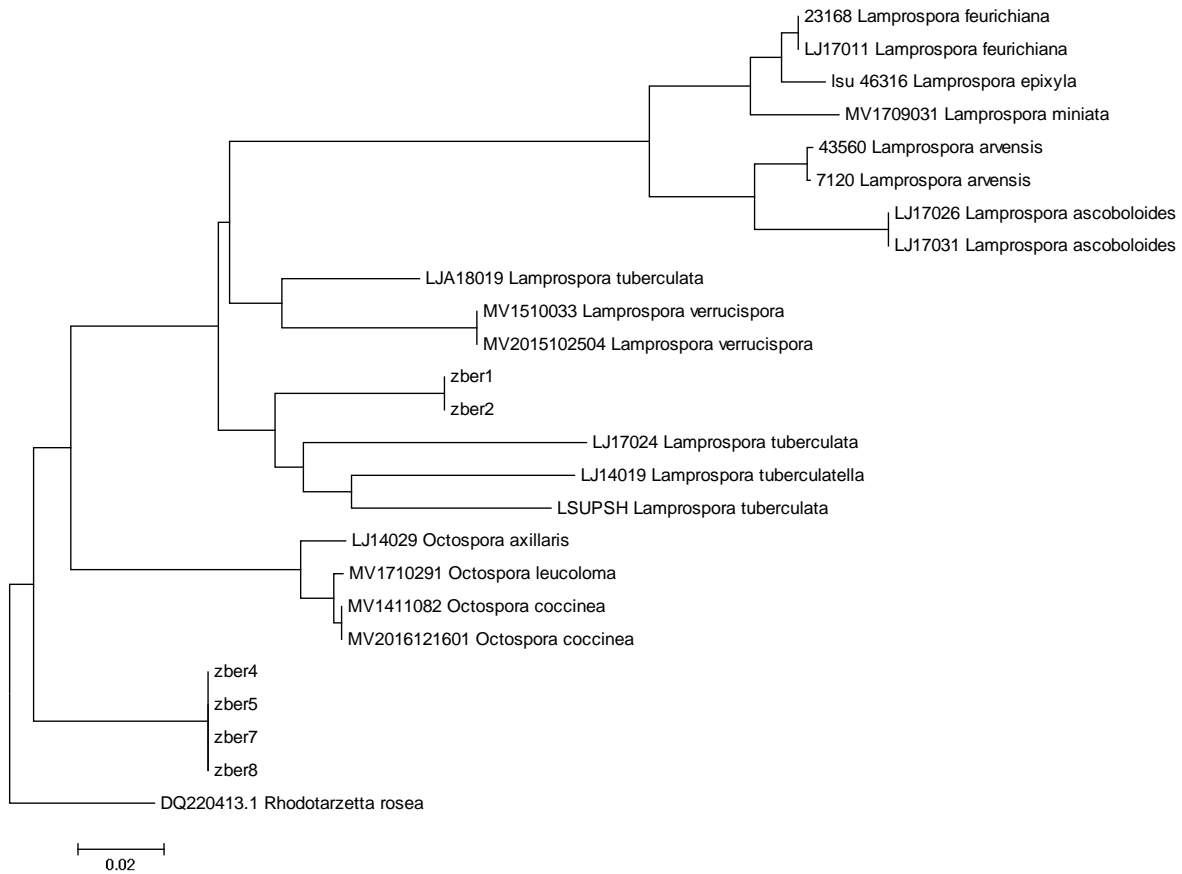 23168 Lamprospora feurichiana
LJ17011 Lamprospora feurichiana
lsu 46316 Lamprospora epixyla
MV1709031 Lamprospora miniata
43560 Lamprospora arvensis
7120 Lamprospora arvensis
LJ17026 Lamprospora ascoboloides
LJ17031 Lamprospora ascoboloides
LJA18019 Lamprospora tuberculata
MV1510033 Lamprospora verrucispora
MV2015102504 Lamprospora verrucispora
zber1
zber2
LJ17024 Lamprospora tuberculata
LJ14019 Lamprospora tuberculatella
LSUPSH Lamprospora tuberculata
LJ14029 Octospora axillaris
MV1710291 Octospora leucoloma
MV1411082 Octospora coccinea
MV2016121601 Octospora coccinea
zber4
zber5
zber7
zber8
DQ220413.1 Rhodotarzetta rosea
0.02